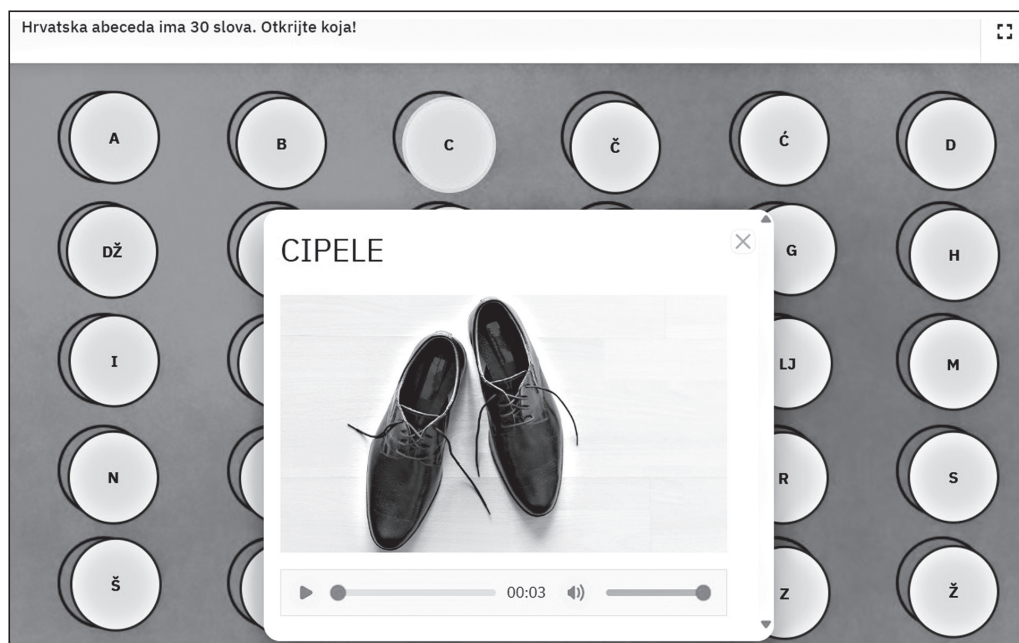 Hrvatska abeceda ima 30 slova. Otkrijte koja!
A B C Č Ć D
DŽ G H
CIPELE
I LJ M
N R S
Š Z Ž
00:03